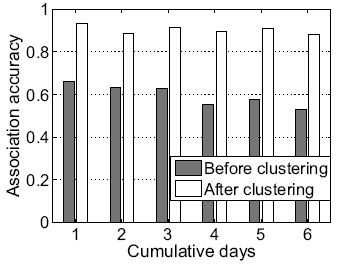 Association accuracy
1
0.8
0.6
0.4
0.2
0
Before clustering
After clustering
1 2 3 4 5 6
Cumulative days